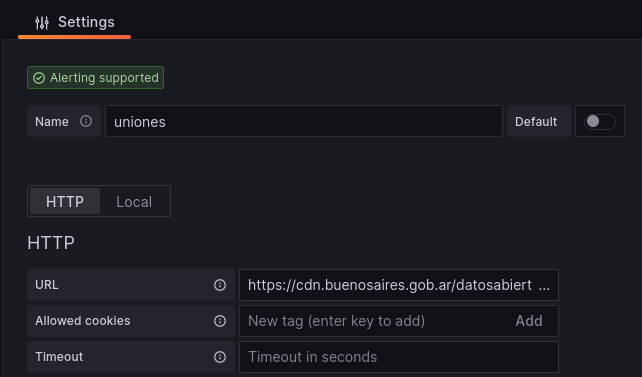 Settings
Alerting supported
Name uniones Default
HTTP Local
HTTP
URL https://cdn.buenosaires.gob.ar/datosabiert ...
Allowed cookies New tag (enter key to add) Add
Timeout Timeout in seconds